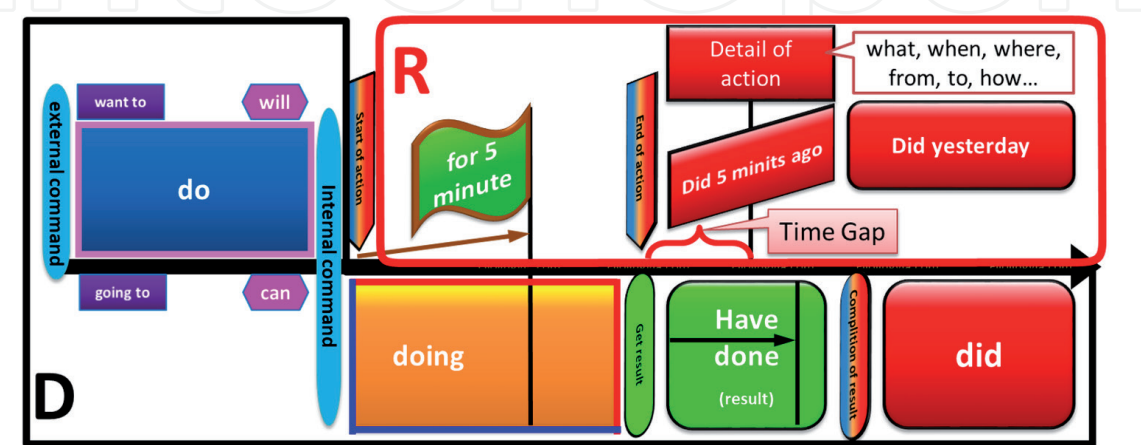 R
Detail of
action
what, when, where,
from, to, how...
want to
will
external command
do
Internal command
Start of action
for 5
minute
End of action
Did 5 minits ago
Did yesterday
Time Gap
going to
can
D
doing
Get result
Have
done
(result)
Complition of result
did